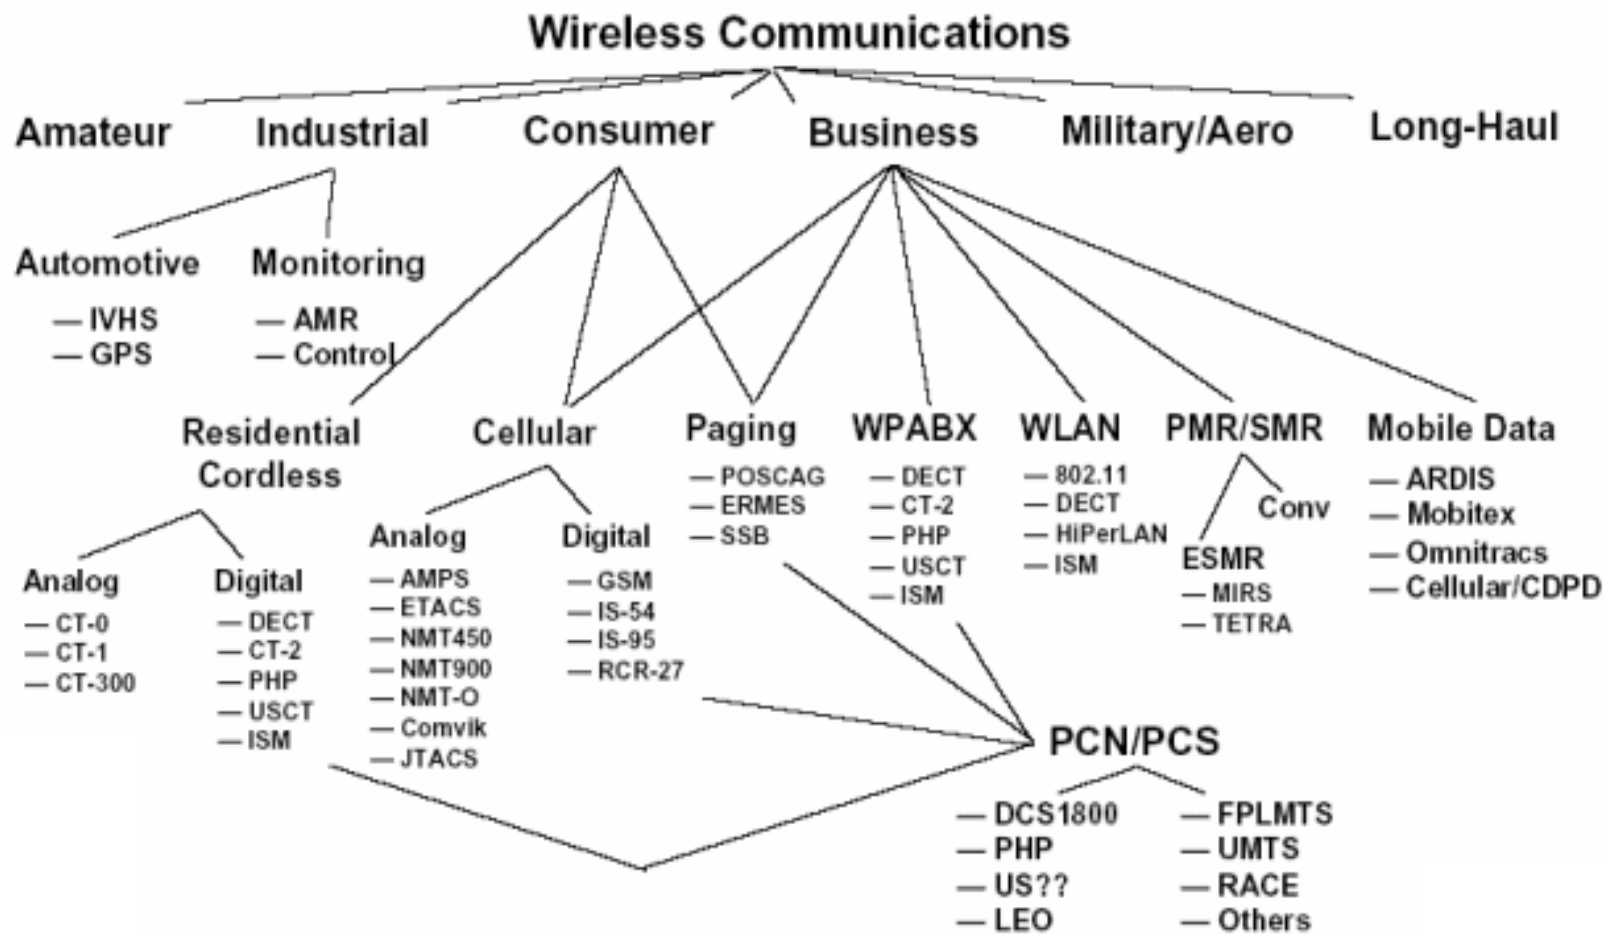 Wireless Communications
Amateur
Industrial
Consumer
Business
Military/Aero
Long-Haul
Automotive
— IVHS
— GPS
Monitoring
— AMR
— Control
Residential
Cordless
Analog
— CT-0
— CT-1
— CT-300
Digital
— DECT
— CT-2
— PHP
— USCT
— ISM
Cellular
Analog
— AMPS
— ETACS
— NMT450
— NMT900
— NMT-O
— Comvik
— JTACS
Digital
— GSM
— IS-54
— IS-95
— RCR-27
Paging
— POSCAG
— ERMES
— SSB
WPABX
— DECT
— CT-2
— PHP
— USCT
— ISM
WLAN
— 802.11
— DECT
— HiPerLAN
— ISM
PMR/SMR
Conv
ESMR
— MIRS
— TETRA
Mobile Data
— ARDIS
— Mobitex
— Omnitracs
— Cellular/CDPD
PCN/PCS
— DCS1800
— PHP
— US??
— LEO
— FPLMTS
— UMTS
— RACE
— Others